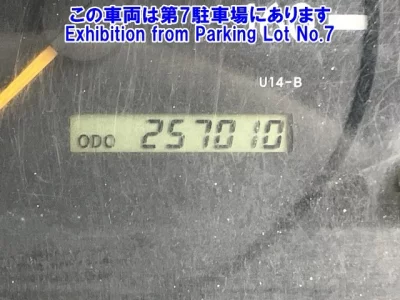 この車両は第7駐車場にあります
Exhibition from Parking Lot No.7
U14-B
ODO 257010